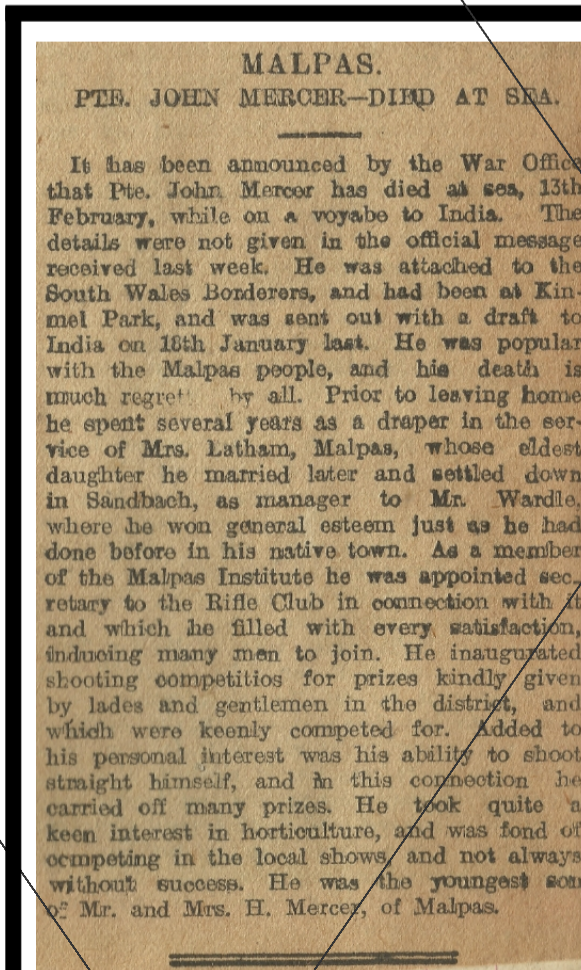 MALPAS.
PTE. JOHN MERCER—DIED AT SEA.
It has been announced by the War Office
that Pte. John Mercer has died at sea, 13th
February, while on a voyabe to India. The
details were not given in the official message
received last week. He was attached to the
South Wales Borderers, and had been at Kin-
mel Park, and was sent out with a draft to
India on 18th January last. He was popular
with the Malpas people, and his death is
much by all. Prior to leaving home
he spent several years as a draper in the ser-
vice of Mrs. Latham, Malpas, whose eldest
daughter he married later and settled down
in Sandbach, as manager to Mr. Wardle,
where he won general esteem just as he had
done before in his native town. As a member
of the Malpas Institute he was appointed sec-
retary to the Rifle Club in connection with it
and which he filled with every satisfaction,
inducing many men to join. He inaugurated
shooting competitios for prizes kindly given
by lades and gentlemen in the district, and
which were keenly competed for. Added to
his personal interest was his ability to shoot
straight himself, and in this connection he
carried off many prizes. He took quite a
keen interest in horticulture, and was fond of
competing in the local shows, and not always
without success. He was the youngest son
of Mr. and Mrs. H. Mercer, of Malpas.